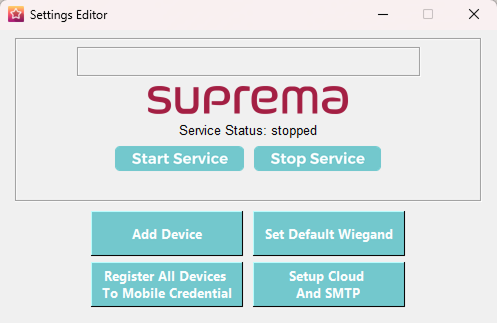 Settings Editor
suprema
Service Status: stopped
Start Service
Stop Service
Add Device
Set Default Wiegand
Register All Devices
To Mobile Credential
Setup Cloud
And SMTP